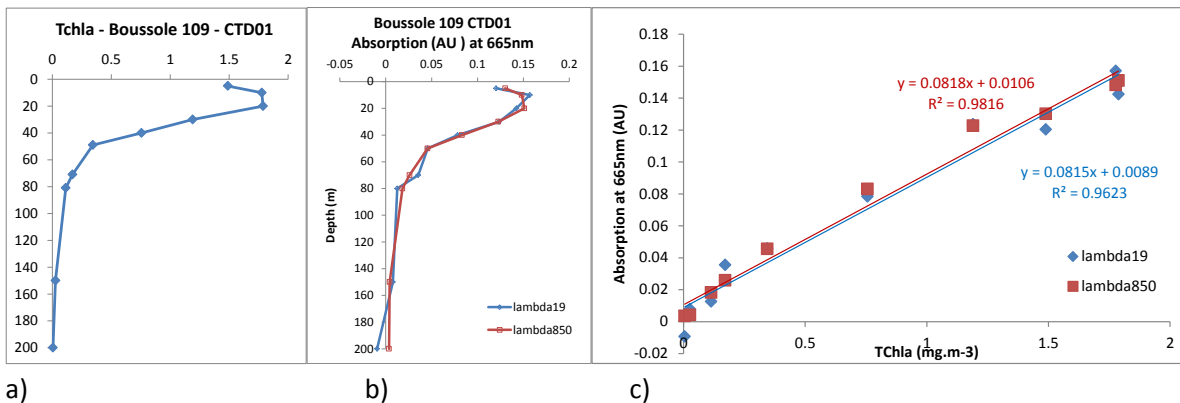 Tchla - Boussole 109 - CTD01
0 0.5 1 1.5 2
0
20
40
60
80
100
120
140
160
180
200
a)
Boussole 109 CTD01
Absorption (AU ) at 665nm
-0.05 0 0.05 0.1 0.15 0.2
0
20
40
60
80
100
120
140
160
180
200
Depth (m)
lambda19
lambda850
b)
0.18
0.16
0.14
0.12
0.1
0.08
0.06
0.04
0.02
0
-0.02
Absorption at 665nm (AU)
y = 0.0818x + 0.0106
R² = 0.9816
y = 0.0815x + 0.0089
R² = 0.9623
lambda19
lambda850
0 0.5 1 1.5 2
TChla (mg.m-3)
c)